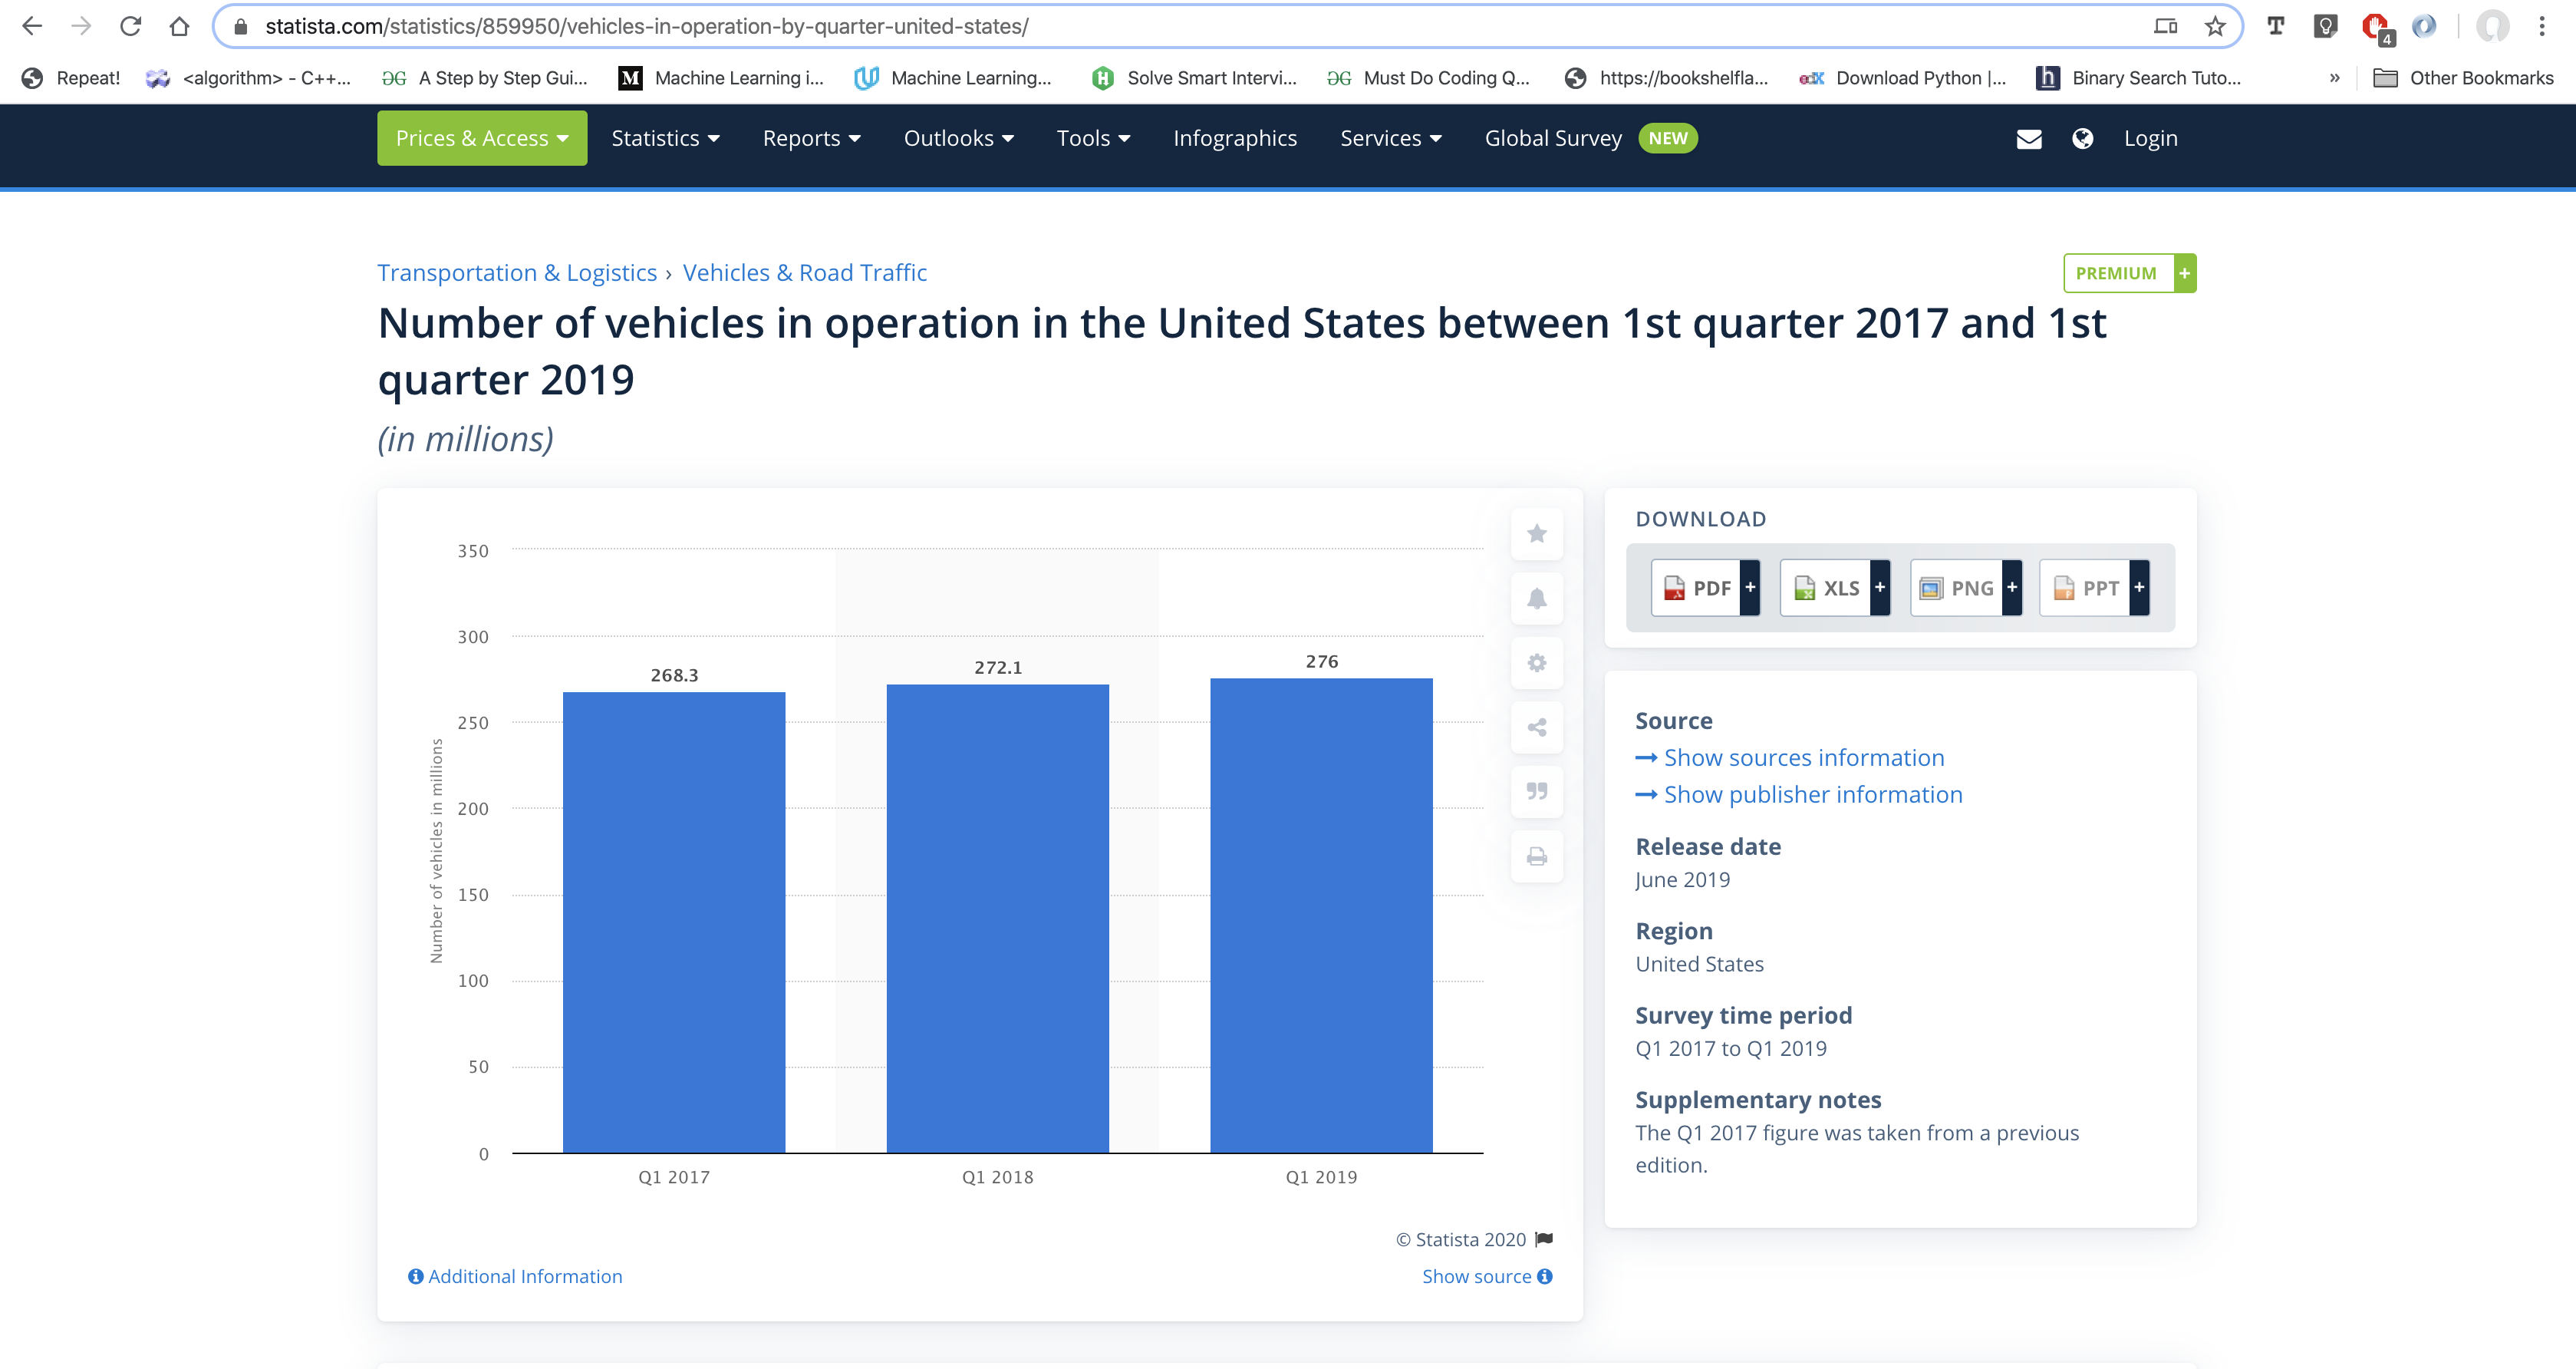 statista.com/statistics/859950/vehicles-in-operation-by-quarter-united-states/
4
Repeat! <algorithm> - C++... A Step by Step Gui... Machine Learning i... Machine Learning... Solve Smart Intervi... Must Do Coding Q... https://bookshelfla... Download Python |... Binary Search Tuto... » Other Bookmarks
Prices & Access Statistics Reports Outlooks Tools Infographics Services Global Survey NEW Login
Transportation & Logistics › Vehicles & Road Traffic
PREMIUM +
Number of vehicles in operation in the United States between 1st quarter 2017 and 1st
quarter 2019
(in millions)
Number of vehicles in millions
350
300
250
200
150
100
50
0
268.3
272.1
276
Q1 2017 Q1 2018 Q1 2019
© Statista 2020
Additional Information
Show source
DOWNLOAD
PDF + XLS + PNG + PPT +
Source
Show sources information
Show publisher information
Release date
June 2019
Region
United States
Survey time period
Q1 2017 to Q1 2019
Supplementary notes
The Q1 2017 figure was taken from a previous
edition.